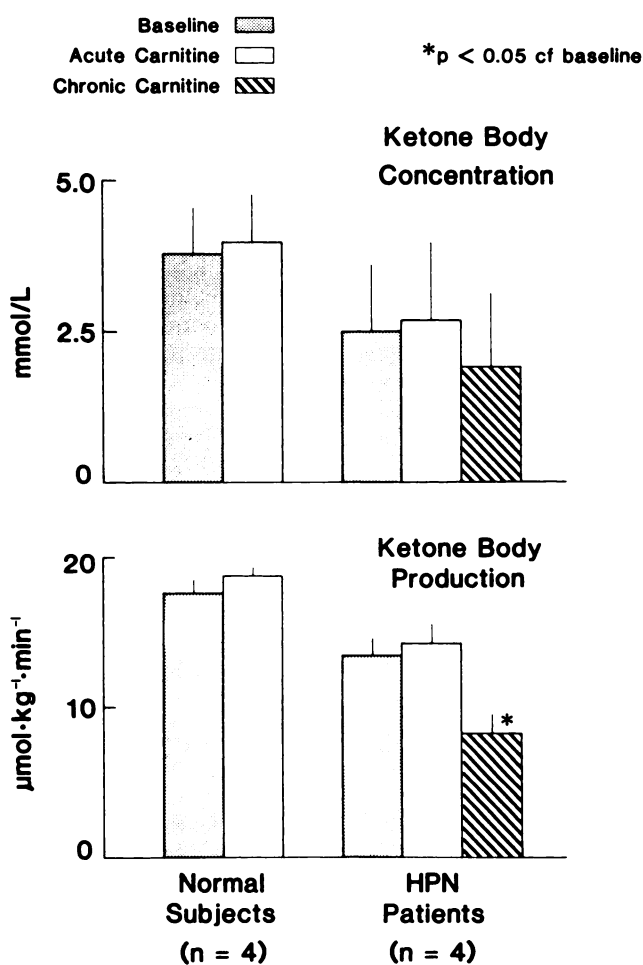 Baseline
Acute Carnitine
Chronic Carnitine
*p < 0.05 cf baseline
Ketone Body
Concentration
5.0
2.5
0
mmol/L
Ketone Body
Production
20
10
0
μmol·kg⁻¹·min⁻¹
*
Normal
Subjects
(n = 4)
HPN
Patients
(n = 4)